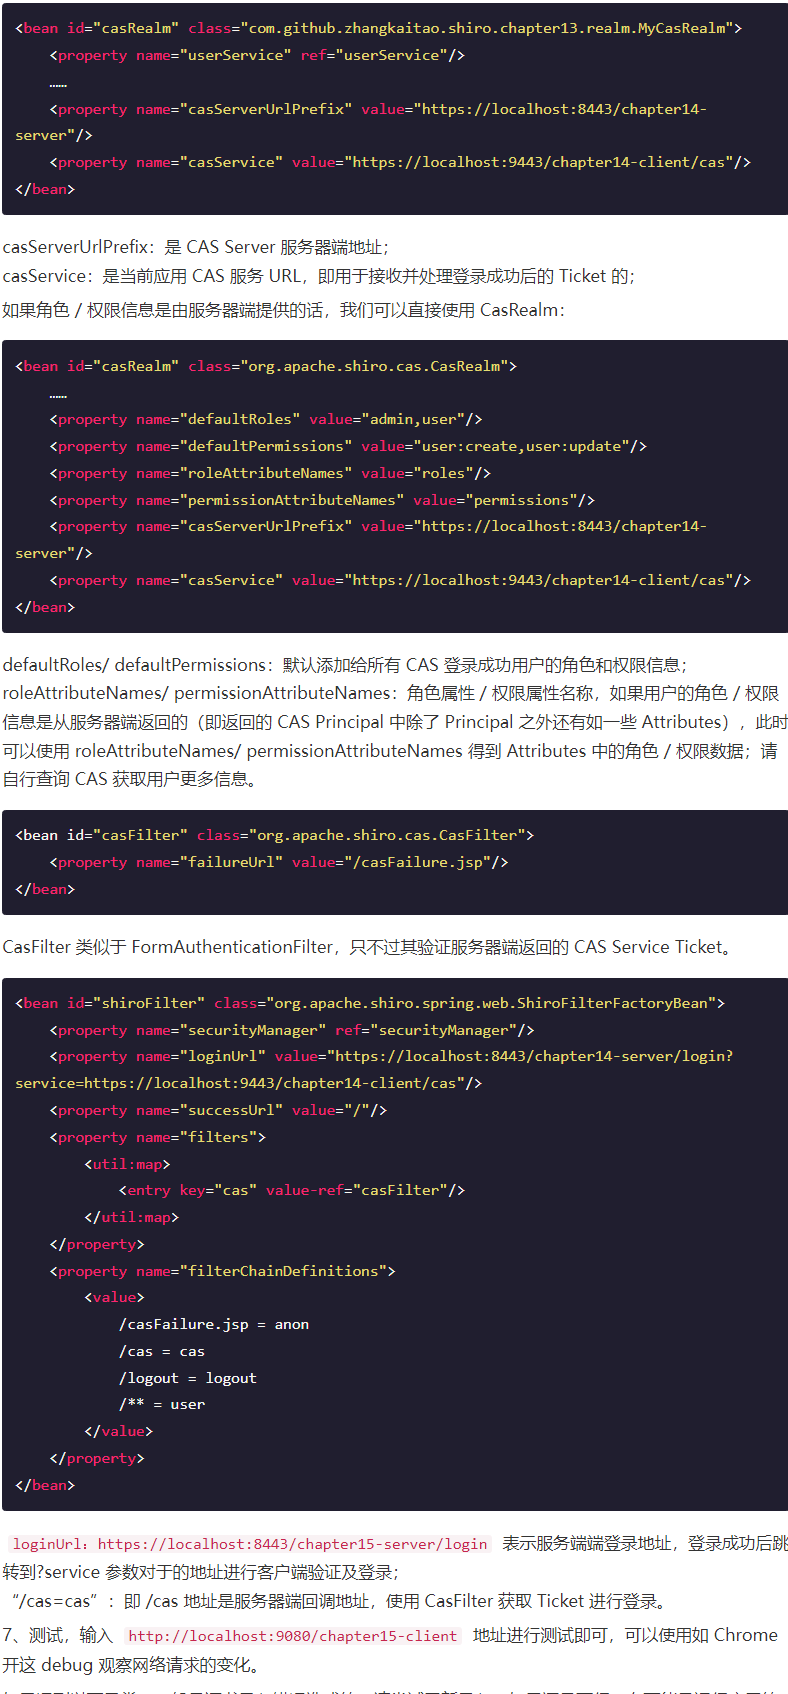 <bean id="casRealm" class="com.github.zhangkaitao.shiro.chapter13.realm.MyCasRealm">
    <property name="userService" ref="userService"/>
    ……
    <property name="casServerUrlPrefix" value="https://localhost:8443/chapter14-
server"/>
    <property name="casService" value="https://localhost:9443/chapter14-client/cas"/>
</bean>
casServerUrlPrefix：是 CAS Server 服务器端地址；
casService：是当前应用 CAS 服务 URL，即用于接收并处理登录成功后的 Ticket 的；
如果角色 / 权限信息是由服务器端提供的话，我们可以直接使用 CasRealm：
<bean id="casRealm" class="org.apache.shiro.cas.CasRealm">
    ……
    <property name="defaultRoles" value="admin,user"/>
    <property name="defaultPermissions" value="user:create,user:update"/>
    <property name="roleAttributeNames" value="roles"/>
    <property name="permissionAttributeNames" value="permissions"/>
    <property name="casServerUrlPrefix" value="https://localhost:8443/chapter14-
server"/>
    <property name="casService" value="https://localhost:9443/chapter14-client/cas"/>
</bean>
defaultRoles/ defaultPermissions：默认添加给所有 CAS 登录成功用户的角色和权限信息；
roleAttributeNames/ permissionAttributeNames：角色属性 / 权限属性名称，如果用户的角色 / 权限
信息是从服务器端返回的（即返回的 CAS Principal 中除了 Principal 之外还有如一些 Attributes），此时
可以使用 roleAttributeNames/ permissionAttributeNames 得到 Attributes 中的角色 / 权限数据；请
自行查询 CAS 获取用户更多信息。
<bean id="casFilter" class="org.apache.shiro.cas.CasFilter">
    <property name="failureUrl" value="/casFailure.jsp"/>
</bean>
CasFilter 类似于 FormAuthenticationFilter，只不过其验证服务器端返回的 CAS Service Ticket。
<bean id="shiroFilter" class="org.apache.shiro.spring.web.ShiroFilterFactoryBean">
    <property name="securityManager" ref="securityManager"/>
    <property name="loginUrl" value="https://localhost:8443/chapter14-server/login?
service=https://localhost:9443/chapter14-client/cas"/>
    <property name="successUrl" value="/"/>
    <property name="filters">
        <util:map>
            <entry key="cas" value-ref="casFilter"/>
        </util:map>
    </property>
    <property name="filterChainDefinitions">
        <value>
            /casFailure.jsp = anon
            /cas = cas
            /logout = logout
            /** = user
        </value>
    </property>
</bean>
loginUrl：https://localhost:8443/chapter15-server/login 表示服务端端登录地址，登录成功后跳
转到?service 参数对于的地址进行客户端验证及登录；
“/cas=cas”：即 /cas 地址是服务器端回调地址，使用 CasFilter 获取 Ticket 进行登录。
7、测试，输入 http://localhost:9080/chapter15-client 地址进行测试即可，可以使用如 Chrome
开这 debug 观察网络请求的变化。